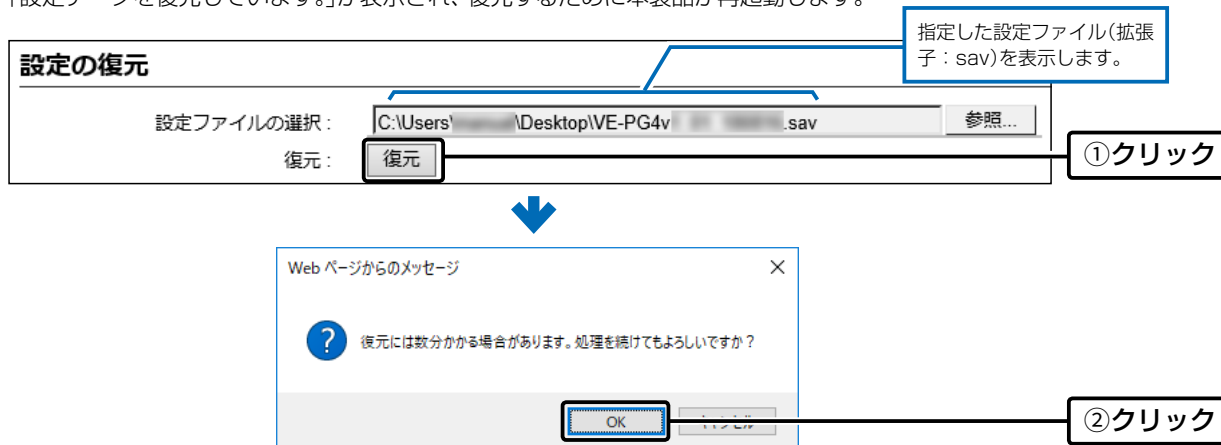 「設定データを復元しています。」が表示され、復元するために本製品が再起動します。
指定した設定ファイル(拡張
子：sav)を表示します。
設定の復元
設定ファイルの選択 :
C:\Users\ \Desktop\VE-PG4v .sav
参照...
復元 :
復元
①クリック
Web ページからのメッセージ
復元には数分かかる場合があります。処理を続けてもよろしいですか？
OK
②クリック